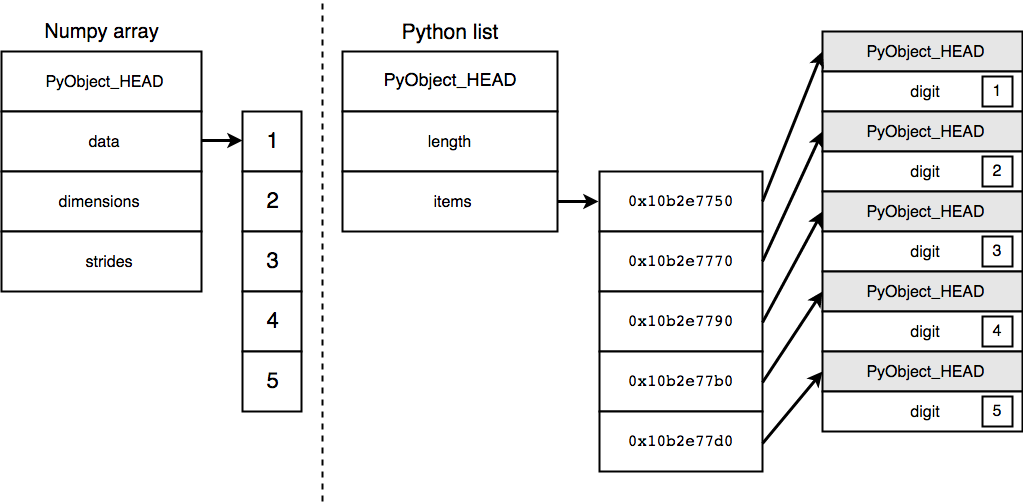 Numpy array
PyObject_HEAD
data
dimensions
strides
1
2
3
4
5
Python list
PyObject_HEAD
length
items
0x10b2e7750
0x10b2e7770
0x10b2e7790
0x10b2e77b0
0x10b2e77d0
PyObject_HEAD
digit 1
PyObject_HEAD
digit 2
PyObject_HEAD
digit 3
PyObject_HEAD
digit 4
PyObject_HEAD
digit 5